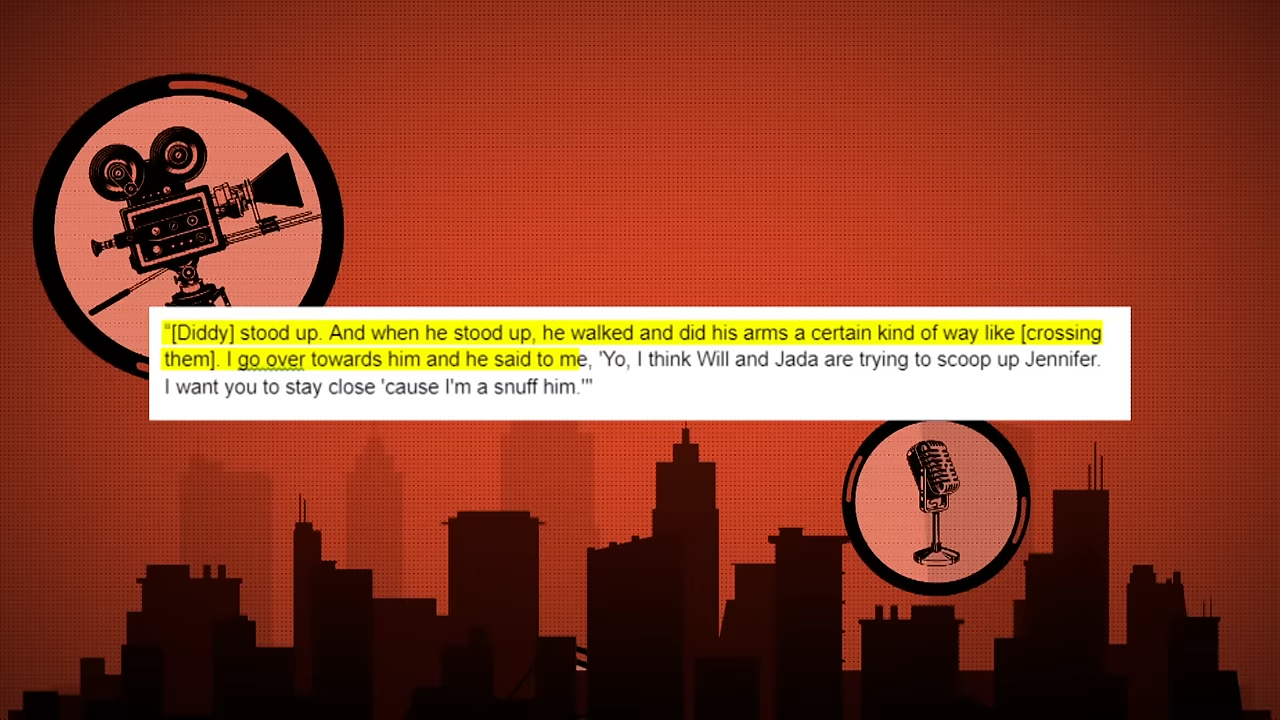 “[Diddy] stood up. And when he stood up, he walked and did his arms a certain kind of way like [crossing
them]. I go over towards him and he said to me, 'Yo, I think Will and Jada are trying to scoop up Jennifer.
I want you to stay close 'cause I'm a snuff him.'"